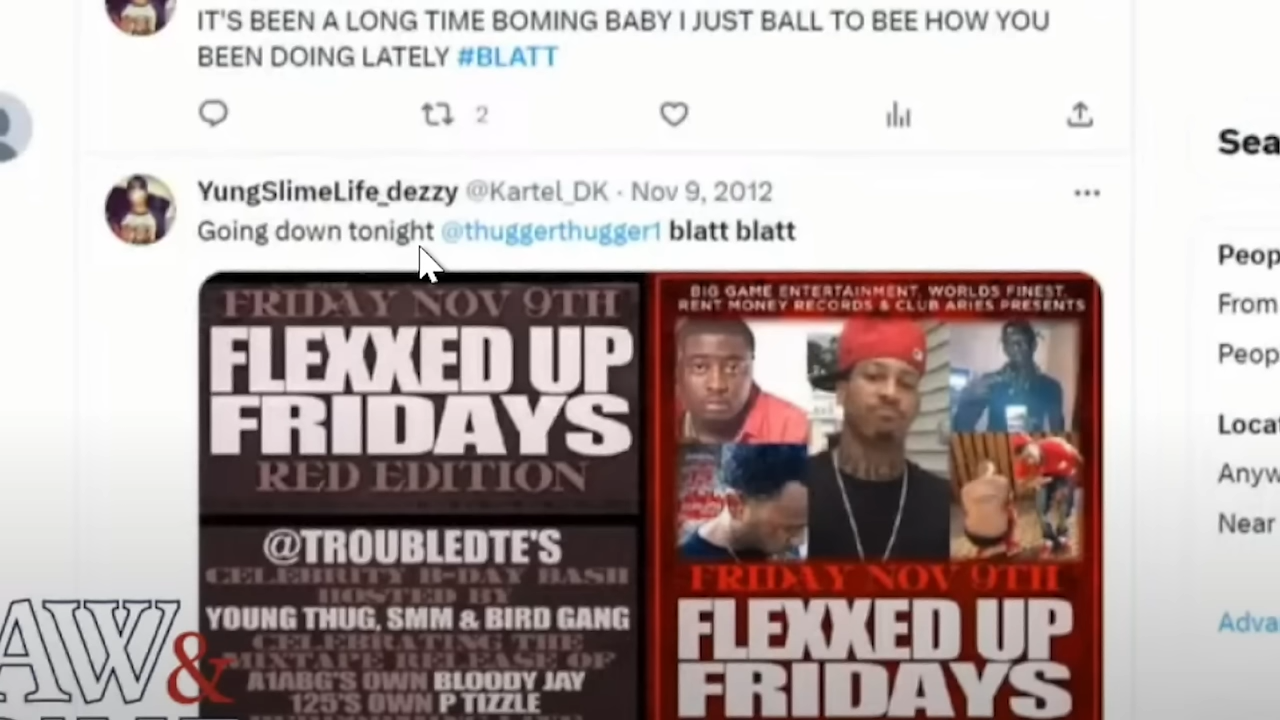 IT'S BEEN A LONG TIME BOMING BABY I JUST BALL TO BEE HOW YOU
BEEN DOING LATELY #BLATT
2
YungSlimeLife_dezzy @Kartel_DK · Nov 9, 2012
Going down tonight @thuggerthugger1 blatt blatt
FRIDAY NOV 9TH
FLEXXED UP
FRIDAYS
RED EDITION
@TROUBLEDTE'S
CELEBRITY B-DAY BASH
HOSTED BY
YOUNG THUG, SMM & BIRD GANG
CELEBRATING THE
MIXTAPE RELEASE OF
A1ABG'S OWN BLOODY JAY
125'S OWN P TIZZLE
BIG GAME ENTERTAINMENT, WORLDS FINEST,
RENT MONEY RECORDS & CLUB ARIES PRESENTS
FRIDAY NOV 9TH
FLEXXED UP
FRIDAYS
Sea
Peop
From
Peop
Locat
Anyw
Near
Adva
AW&